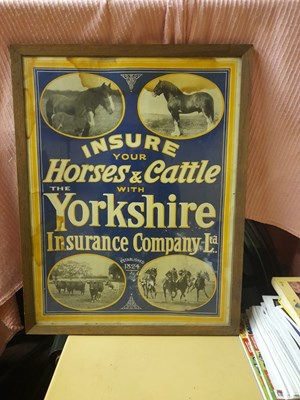 INSURE
YOUR
Horses & Cattle
THE WITH
Yorkshire
Insurance Company Ltd
ESTABLISHED
1824